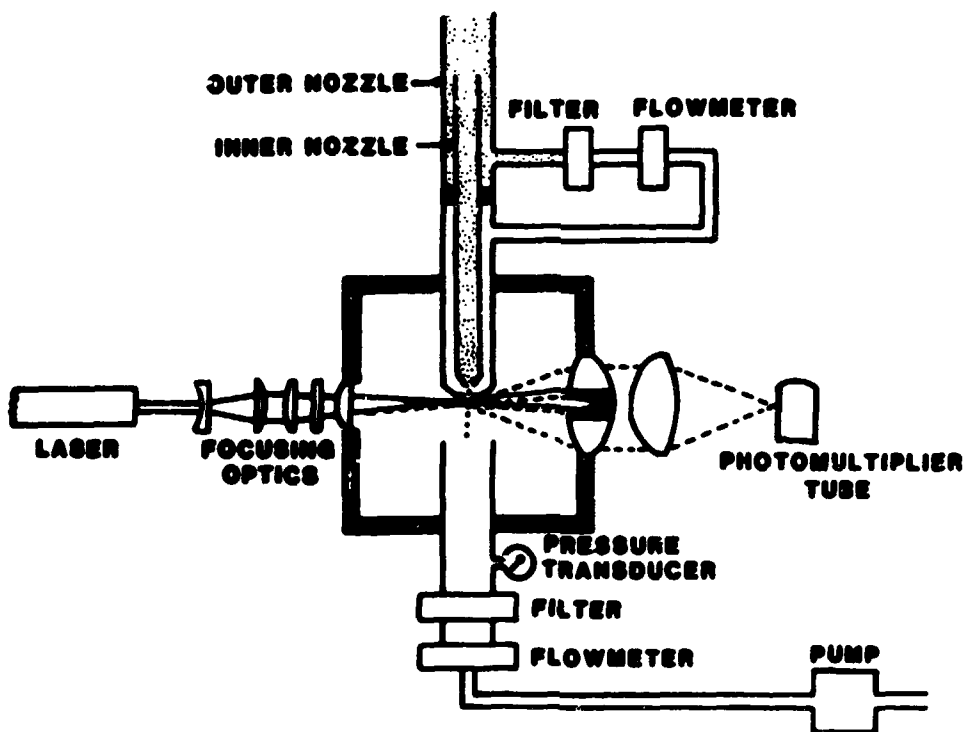 OUTER NOZZLE
FILTER FLOWMETER
INNER NOZZLE
LASER
FOCUSING
OPTICS
PHOTOMULTIPLIER
TUBE
PRESSURE
TRANSDUCER
FILTER
FLOWMETER
PUMP